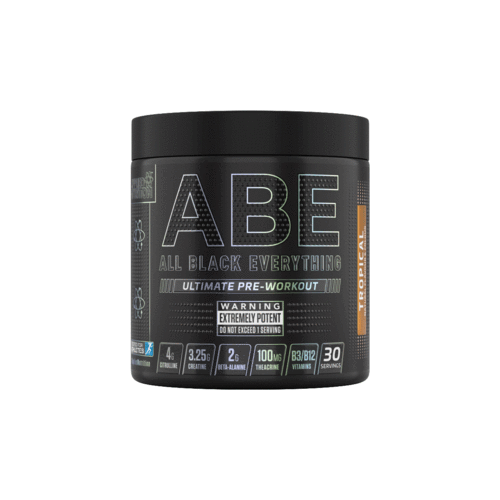 ABE
ALL BLACK EVERYTHING
ULTIMATE PRE-WORKOUT
WARNING
EXTREMELY POTENT
DO NOT EXCEED 1 SERVING
4G
CITRULLINE
3.25G
CREATINE
2G
BETA-ALANINE
100MG
THEACRINE
B3/B12
VITAMINS
30
SERVINGS
TROPICAL